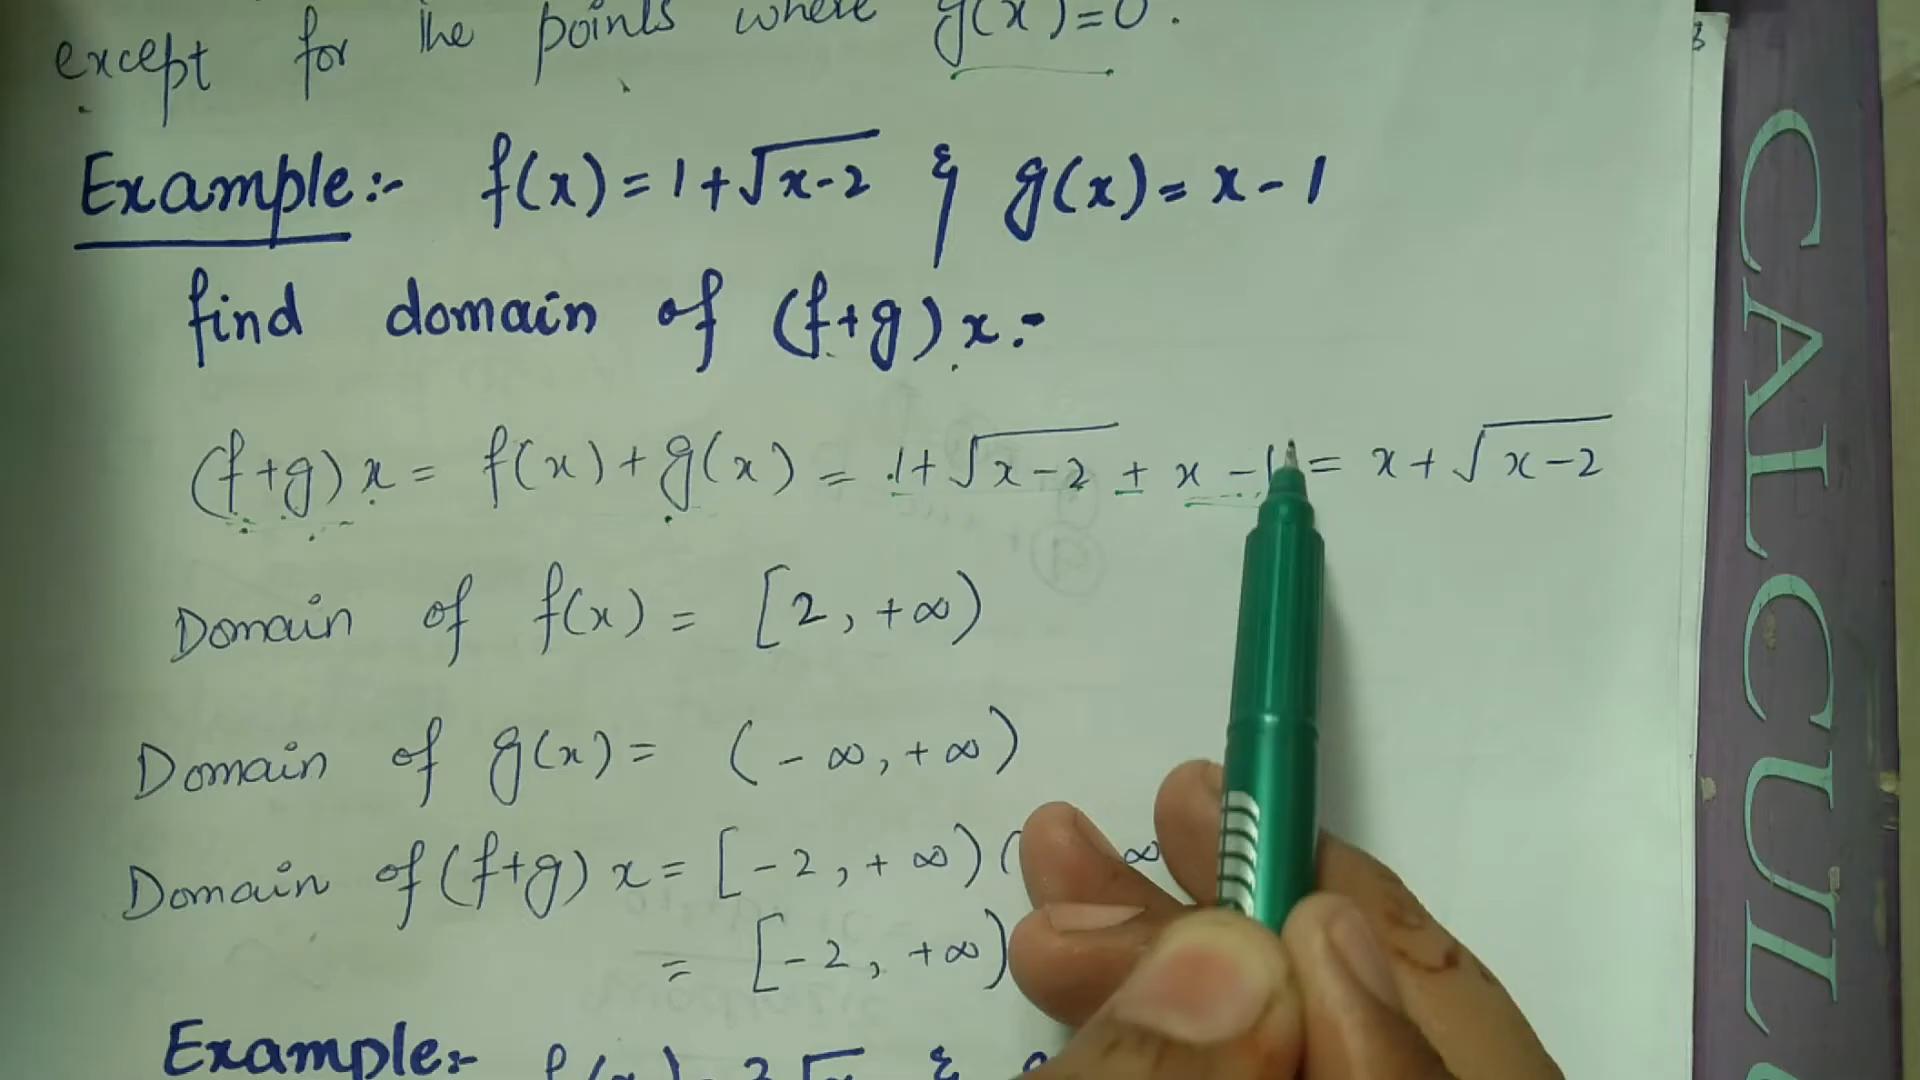 except for the points where g(x)=0.
Example:- f(x)=1+√x-2 & g(x)=x-1
find domain of (f+g)x:-
(f+g)x = f(x)+g(x) = 1+√x-2 + x-1 = x+√x-2
Domain of f(x) = [2,+∞)
Domain of g(x) = (-∞,+∞)
Domain of (f+g)x = [-2,+∞) ( ∞
= [-2,+∞)
Example:-
CALCUL